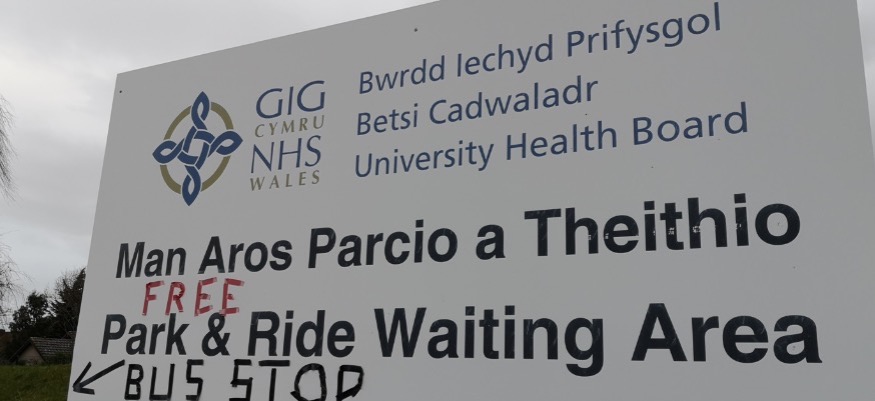 GIG
CYMRU
NHS
WALES
Bwrdd Iechyd Prifysgol
Betsi Cadwaladr
University Health Board
Man Aros Parcio a Theithio
FREE
Park & Ride Waiting Area
← BUS STOP